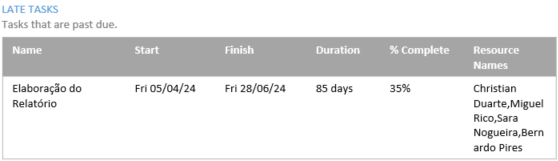 LATE TASKS
Tasks that are past due.
Name Start Finish Duration % Complete Resource
Names
Elaboração do Fri 05/04/24 Fri 28/06/24 85 days 35% Christian
Relatório Duarte,Miguel
Rico,Sara
Nogueira,Bern
ardo Pires